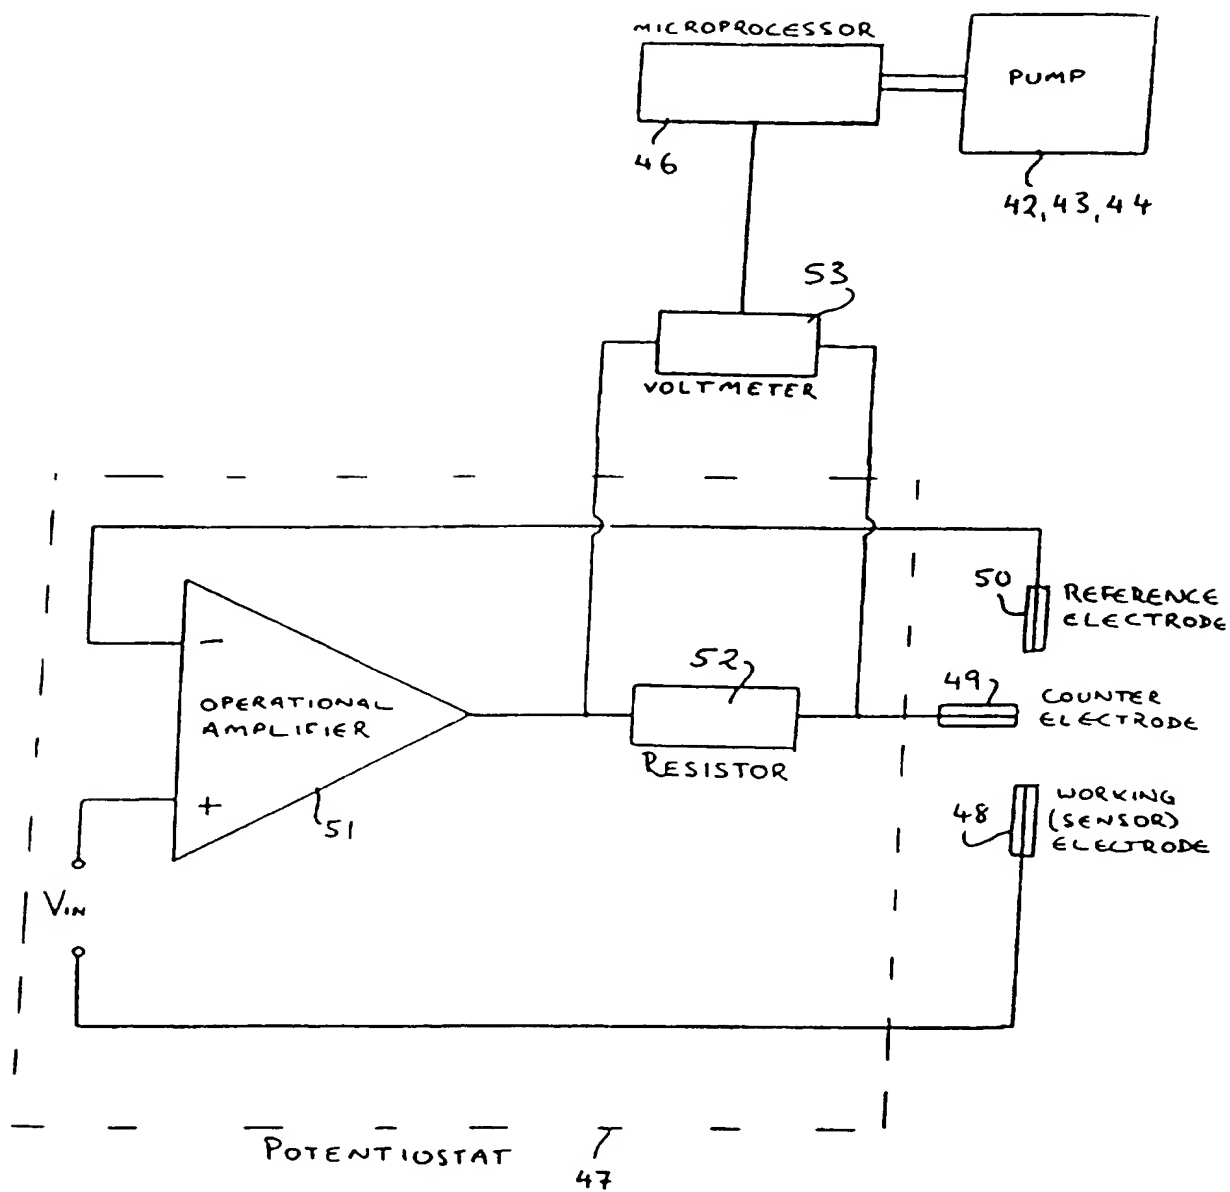 MICROPROCESSOR
PUMP
46
42, 43, 44
53
VOLTMETER
50
REFERENCE
ELECTRODE
−
52
49
COUNTER
ELECTRODE
OPERATIONAL
AMPLIFIER
RESISTOR
+
51
48
WORKING
(SENSOR)
ELECTRODE
VIN
POTENTIOSTAT
47